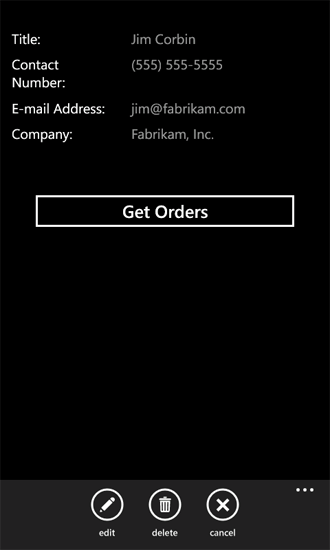 Title: Jim Corbin
Contact (555) 555-5555
Number:
E-mail Address: jim@fabrikam.com
Company: Fabrikam, Inc.
Get Orders
edit delete cancel